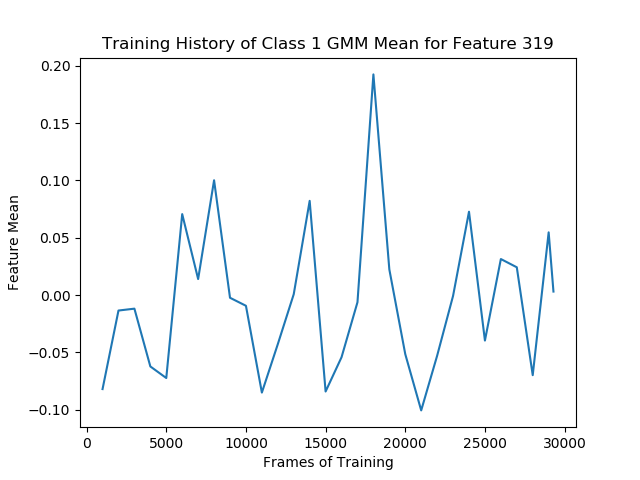 Training History of Class 1 GMM Mean for Feature 319
0.20
0.15
0.10
0.05
0.00
−0.05
−0.10
Feature Mean
0 5000 10000 15000 20000 25000 30000
Frames of Training